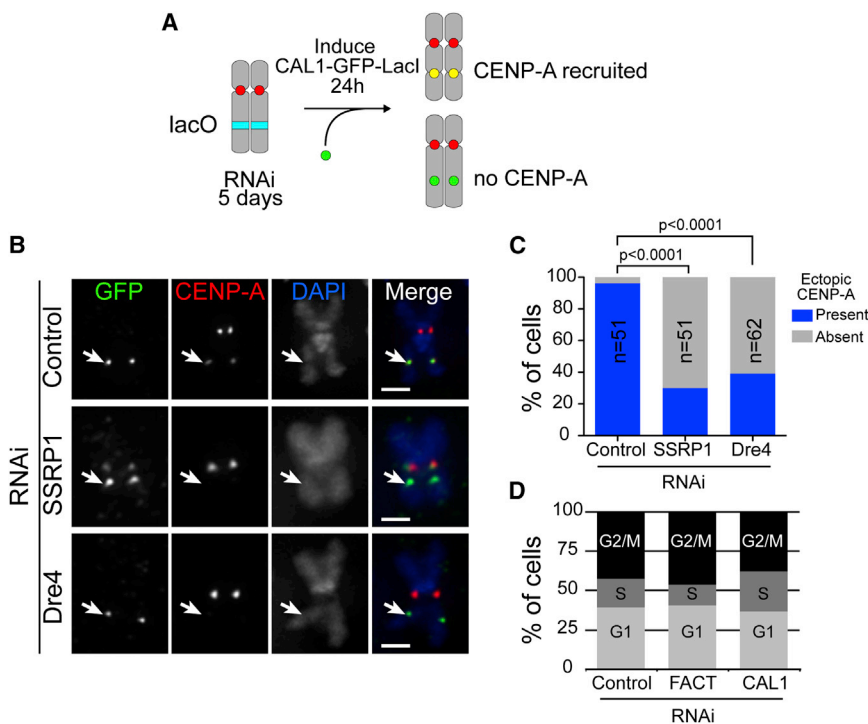 A
Induce
CAL1-GFP-LacI
24h
lacO
RNAi
5 days
CENP-A recruited
no CENP-A
B
GFP CENP-A DAPI Merge
RNAi
Control
SSRP1
Dre4
C
p<0.0001
p<0.0001
% of cells
100
80
60
40
20
0
n=51
n=51
n=62
Control SSRP1 Dre4
RNAi
Ectopic
CENP-A
Present
Absent
D
% of cells
100
75
50
25
0
G2/M G2/M G2/M
S S S
G1 G1 G1
Control FACT CAL1
RNAi